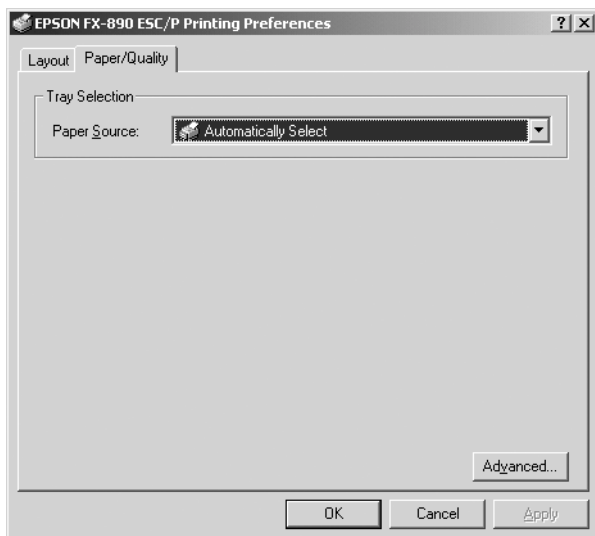 EPSON FX-890 ESC/P Printing Preferences
Layout
Paper/Quality
Tray Selection
Paper Source:
Automatically Select
Advanced...
OK
Cancel
Apply